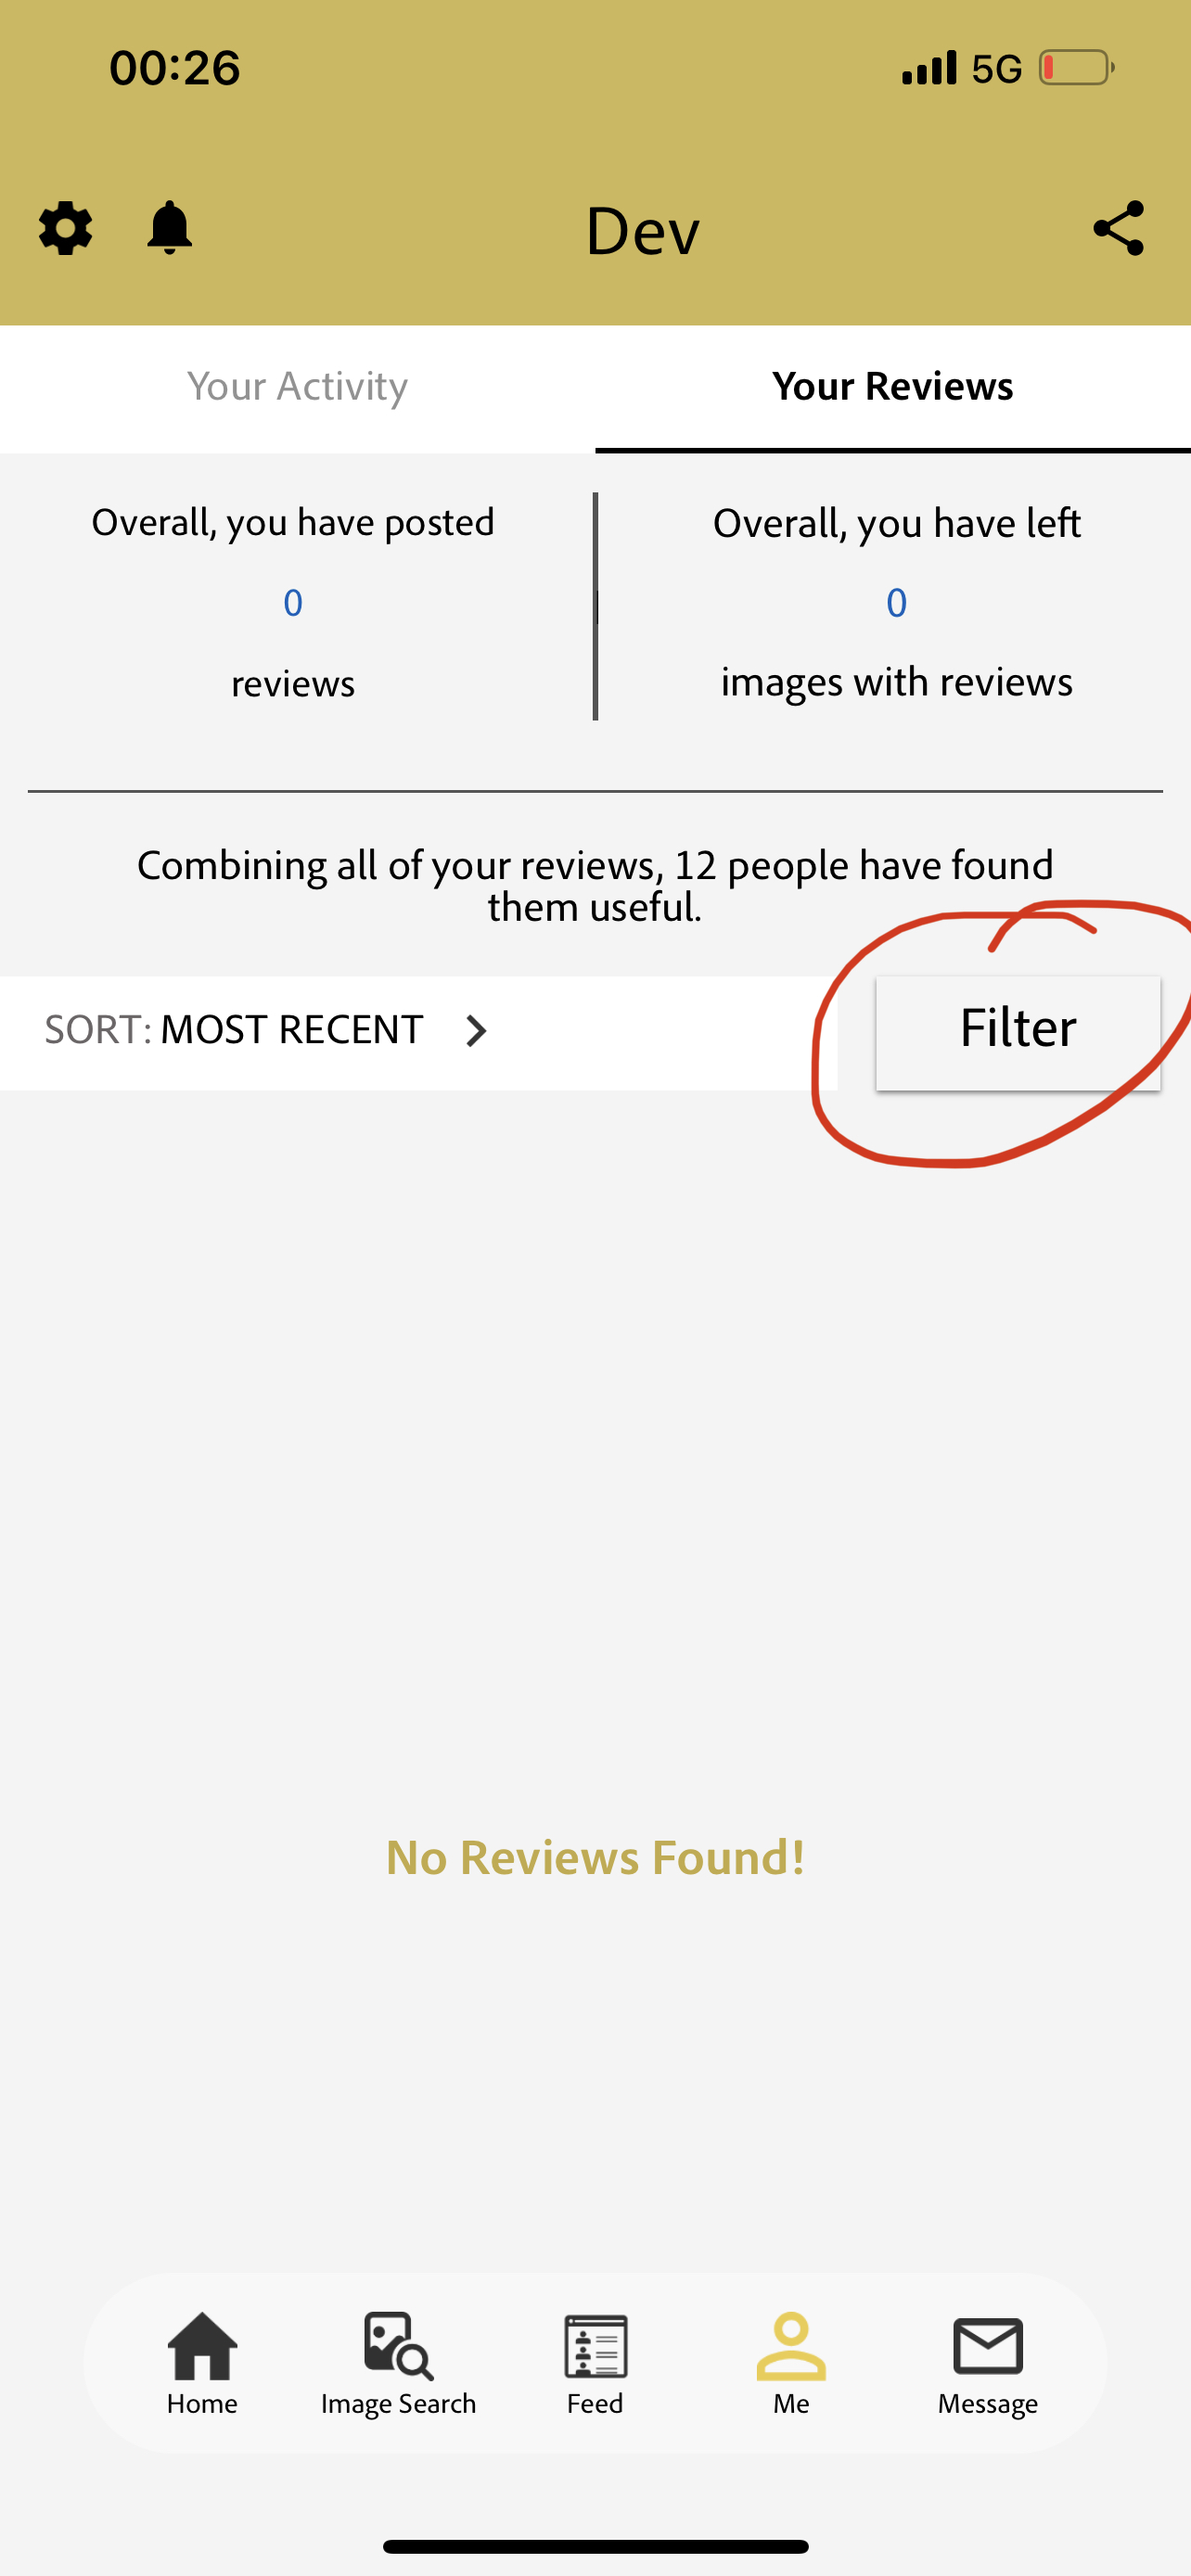 00:26 5G
Dev
Your Activity Your Reviews
Overall, you have posted
0
reviews
Overall, you have left
0
images with reviews
Combining all of your reviews, 12 people have found
them useful.
SORT: MOST RECENT
Filter
No Reviews Found!
Home Image Search Feed Me Message